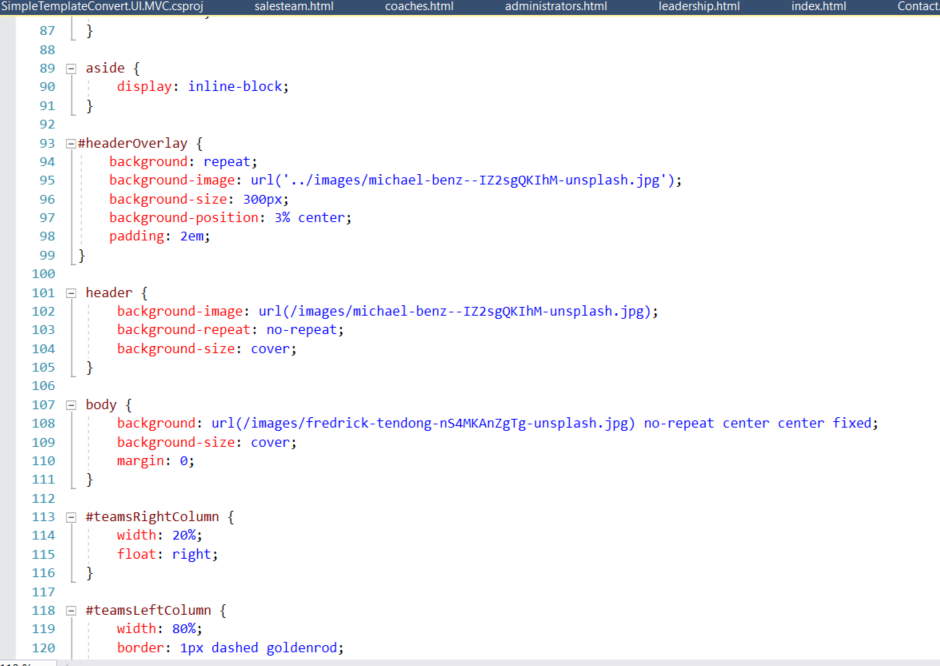 SimpleTemplateConvert.UI.MVC.csproj salesteam.html coaches.html administrators.html leadership.html index.html Contact.
87 }
88
89 aside {
90 display: inline-block;
91 }
92
93 #headerOverlay {
94 background: repeat;
95 background-image: url('../images/michael-benz--IZ2sgQKIhM-unsplash.jpg');
96 background-size: 300px;
97 background-position: 3% center;
98 padding: 2em;
99 }
100
101 header {
102 background-image: url(/images/michael-benz--IZ2sgQKIhM-unsplash.jpg);
103 background-repeat: no-repeat;
104 background-size: cover;
105 }
106
107 body {
108 background: url(/images/fredrick-tendong-nS4MKAnZgTg-unsplash.jpg) no-repeat center center fixed;
109 background-size: cover;
110 margin: 0;
111 }
112
113 #teamsRightColumn {
114 width: 20%;
115 float: right;
116 }
117
118 #teamsLeftColumn {
119 width: 80%;
120 border: 1px dashed goldenrod;